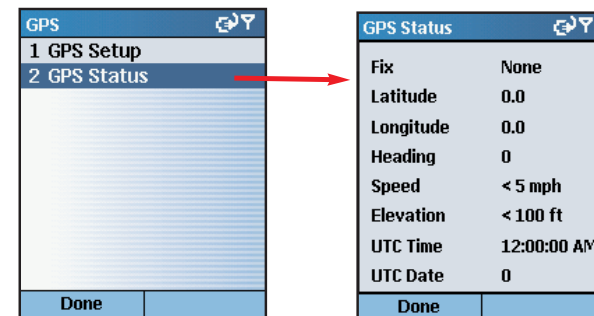 GPS
1 GPS Setup
2 GPS Status
Done
GPS Status
Fix None
Latitude 0.0
Longitude 0.0
Heading 0
Speed < 5 mph
Elevation < 100 ft
UTC Time 12:00:00 AM
UTC Date 0
Done